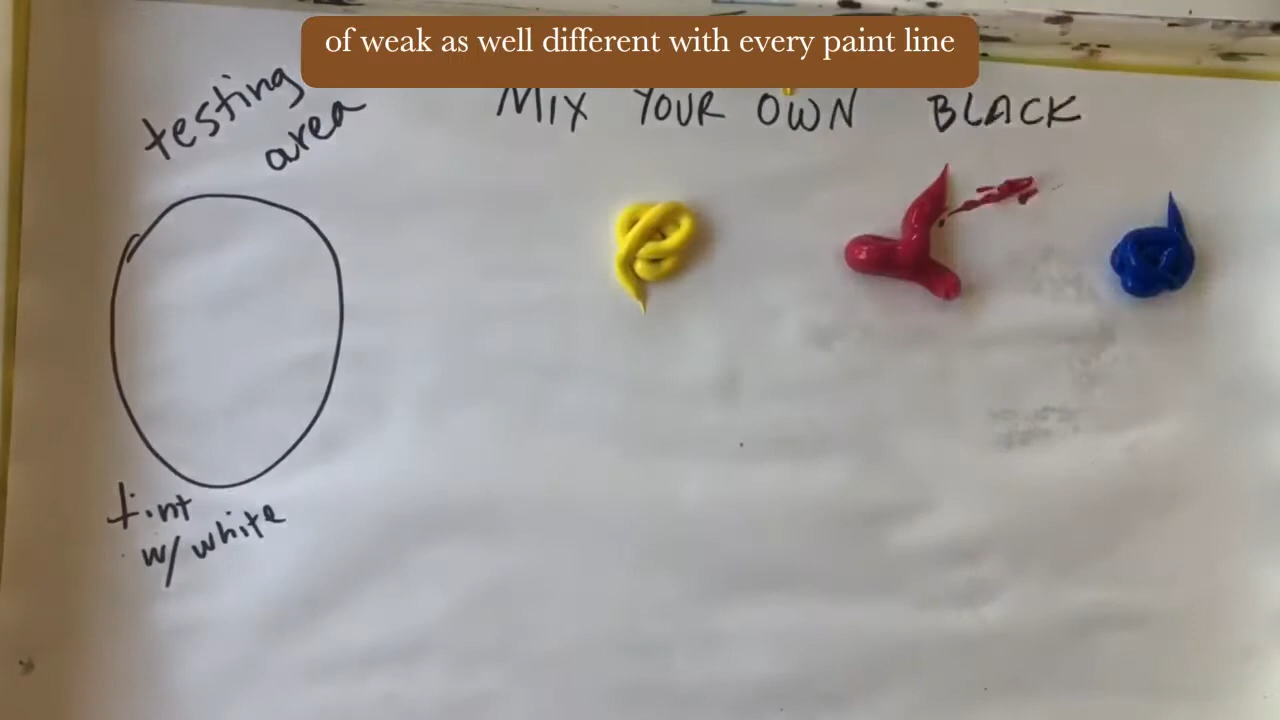 of weak as well different with every paint line
testing
area
MIX YOUR OWN BLACK
tint
w/ white